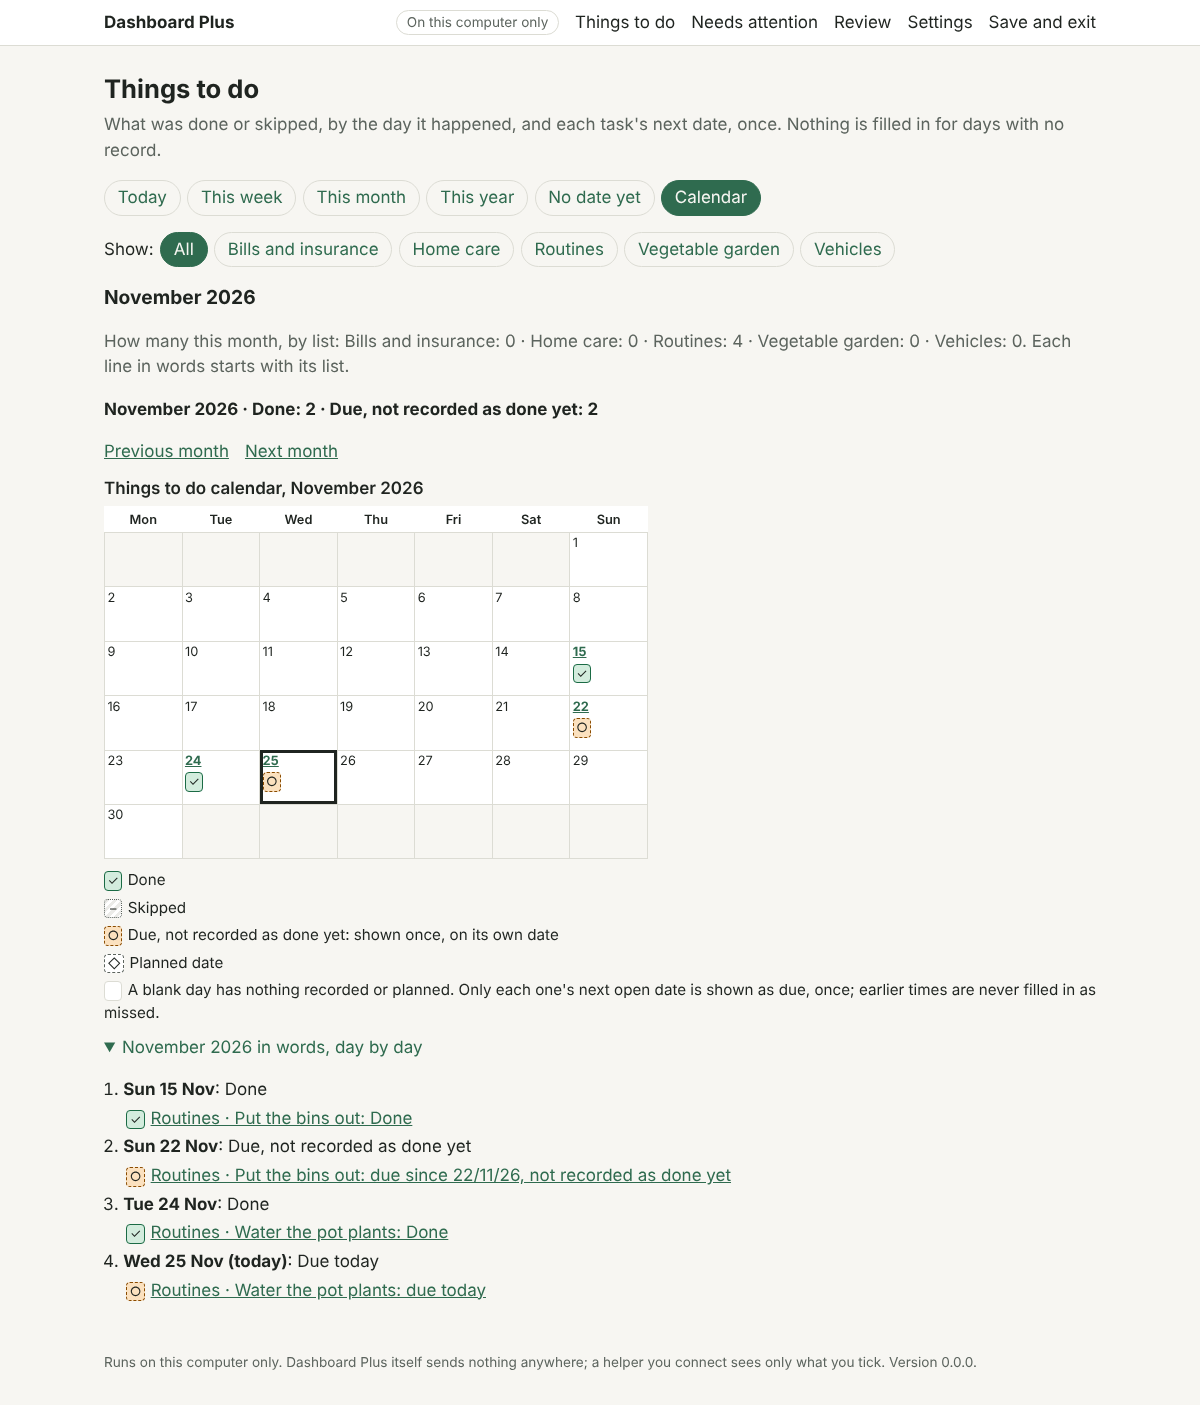 Dashboard Plus
On this computer only
Things to do
Needs attention
Review
Settings
Save and exit
Things to do
What was done or skipped, by the day it happened, and each task's next date, once. Nothing is filled in for days with no
record.
Today
This week
This month
This year
No date yet
Calendar
Show:
All
Bills and insurance
Home care
Routines
Vegetable garden
Vehicles
November 2026
How many this month, by list: Bills and insurance: 0 · Home care: 0 · Routines: 4 · Vegetable garden: 0 · Vehicles: 0. Each
line in words starts with its list.
November 2026 · Done: 2 · Due, not recorded as done yet: 2
Previous month Next month
Things to do calendar, November 2026
Mon Tue Wed Thu Fri Sat Sun
1
2 3 4 5 6 7 8
9 10 11 12 13 14 15
16 17 18 19 20 21 22
23 24 25 26 27 28 29
30
Done
Skipped
Due, not recorded as done yet: shown once, on its own date
Planned date
A blank day has nothing recorded or planned. Only each one's next open date is shown as due, once; earlier times are never filled in as
missed.
November 2026 in words, day by day
1. Sun 15 Nov: Done
Routines · Put the bins out: Done
2. Sun 22 Nov: Due, not recorded as done yet
Routines · Put the bins out: due since 22/11/26, not recorded as done yet
3. Tue 24 Nov: Done
Routines · Water the pot plants: Done
4. Wed 25 Nov (today): Due today
Routines · Water the pot plants: due today
Runs on this computer only. Dashboard Plus itself sends nothing anywhere; a helper you connect sees only what you tick. Version 0.0.0.